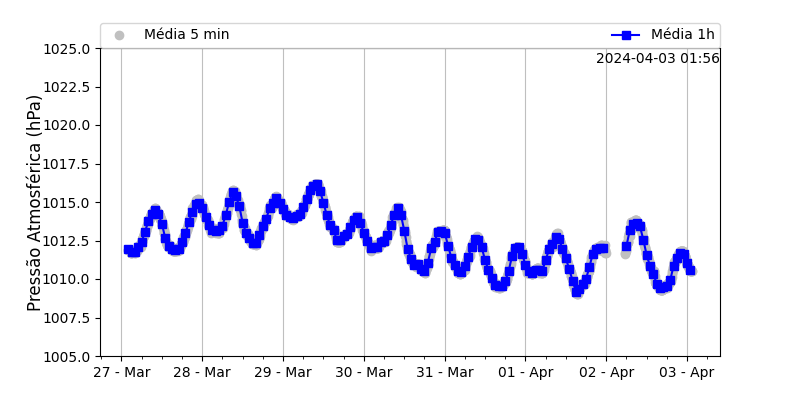 Média 5 min
Média 1h
2024-04-03 01:56
Pressão Atmosférica (hPa)
1025.0
1022.5
1020.0
1017.5
1015.0
1012.5
1010.0
1007.5
1005.0
27 - Mar
28 - Mar
29 - Mar
30 - Mar
31 - Mar
01 - Apr
02 - Apr
03 - Apr